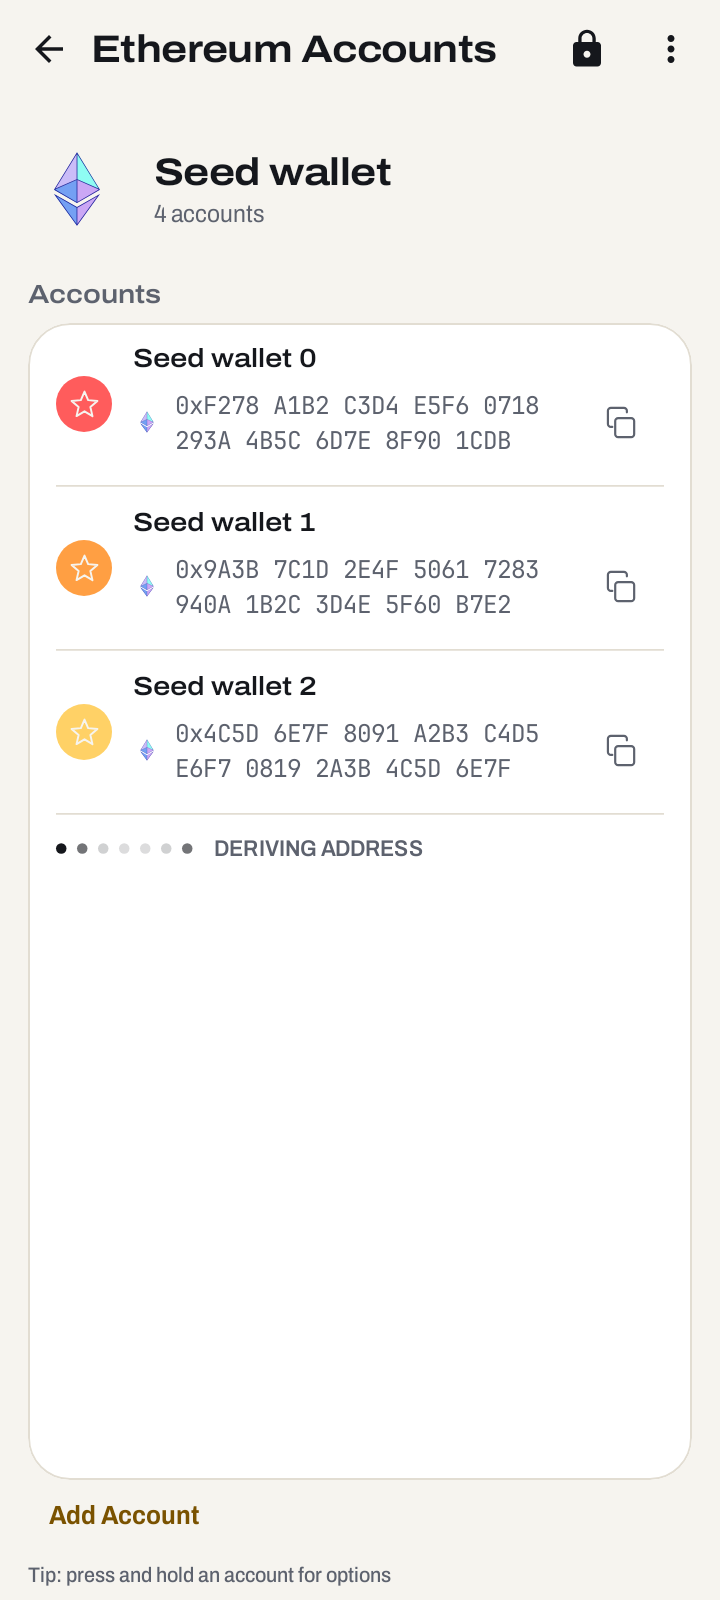 Ethereum Accounts
Seed wallet
4 accounts
Accounts
Seed wallet 0
0xF278 A1B2 C3D4 E5F6 0718
293A 4B5C 6D7E 8F90 1CDB
Seed wallet 1
0x9A3B 7C1D 2E4F 5061 7283
940A 1B2C 3D4E 5F60 B7E2
Seed wallet 2
0x4C5D 6E7F 8091 A2B3 C4D5
E6F7 0819 2A3B 4C5D 6E7F
DERIVING ADDRESS
Add Account
Tip: press and hold an account for options